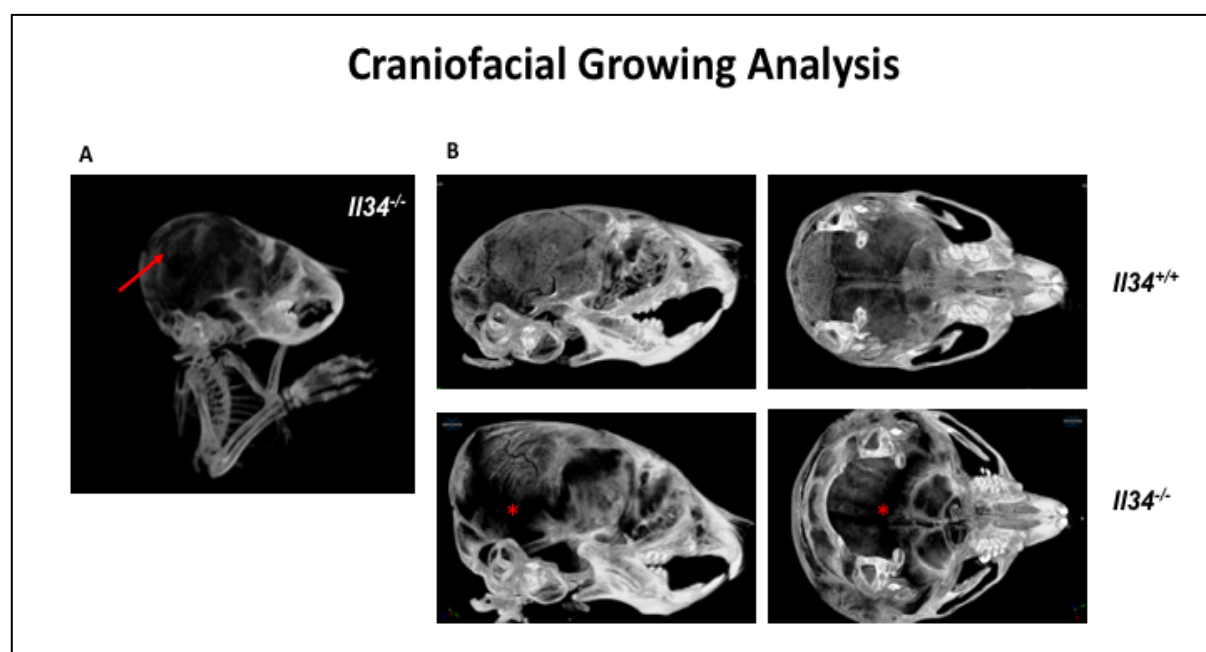 Craniofacial Growing Analysis
A
B
Il34-/-
Il34+/+
Il34-/-